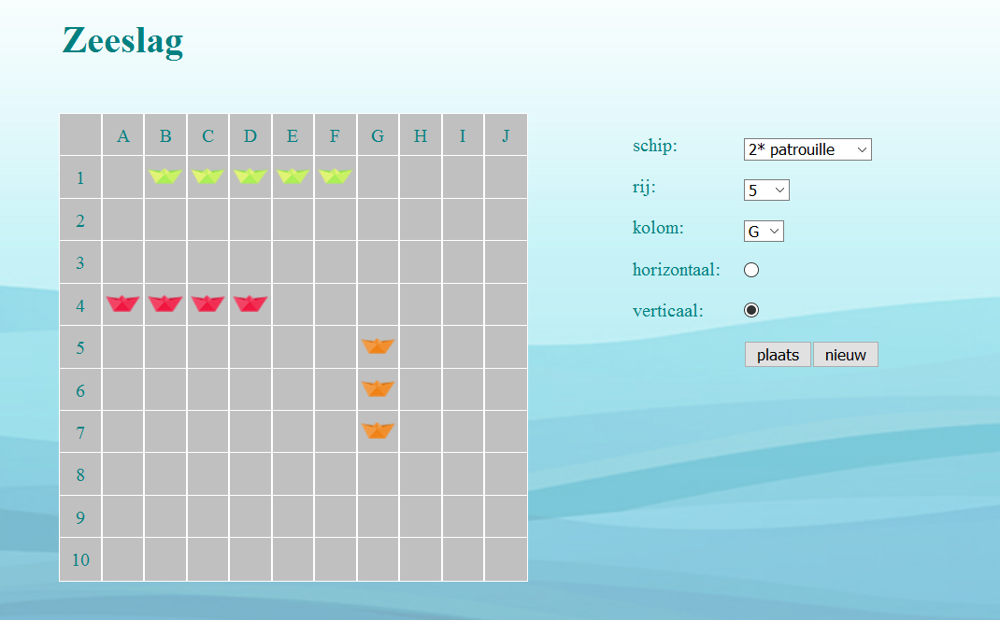 Zeeslag
A B C D E F G H I J
1
2
3
4
5
6
7
8
9
10
schip: 2* patrouille
rij: 5
kolom: G
horizontaal:
verticaal:
plaats nieuw